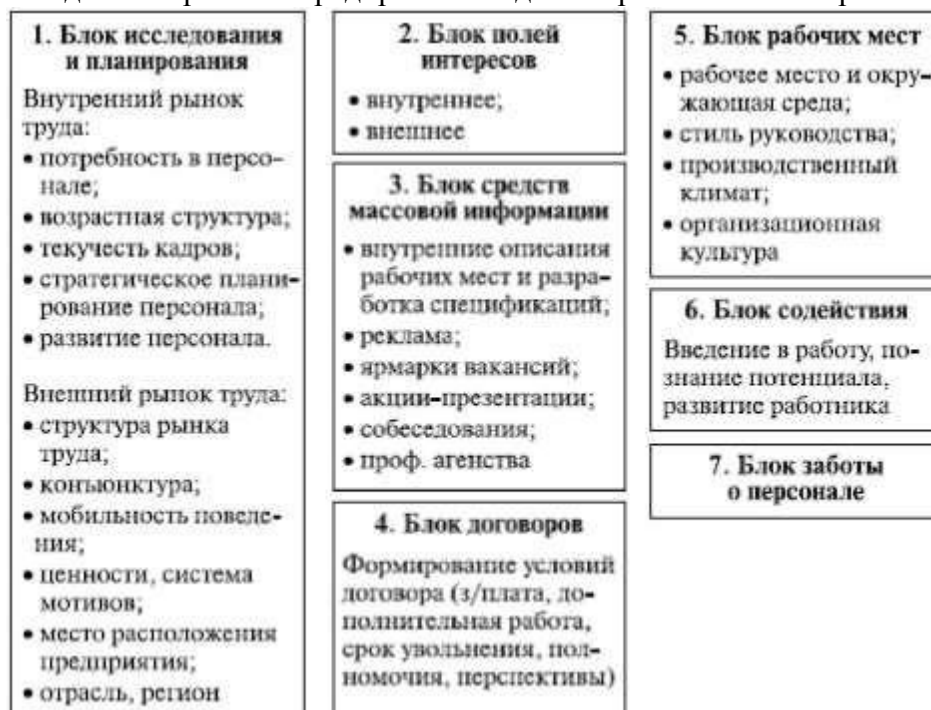 1. Блок исследования
и планирования
Внутренний рынок
труда:
• потребность в персо-
нале;
• возрастная структура;
• текучесть кадров;
• стратегическое плани-
рование персонала;
• развитие персонала.
Внешний рынок труда:
• структура рынка
труда;
• конъюнктура;
• мобильность поведе-
ния;
• ценности, система
мотивов;
• место расположения
предприятия;
• отрасль, регион
2. Блок полей
интересов
• внутреннее;
• внешнее
3. Блок средств
массовой информации
• внутренние описания
рабочих мест и разра-
ботка спецификаций;
• реклама;
• ярмарки вакансий;
• акции-презентации;
• собеседования;
• проф. агенства
4. Блок договоров
Формирование условий
договора (з/плата, до-
полнительная работа,
срок увольнения, пол-
номочия, перспективы)
5. Блок рабочих мест
• рабочее место и окру-
жающая среда;
• стиль руководства;
• производственный
климат;
• организационная
культура
6. Блок содействия
Введение в работу, по-
знание потенциала,
развитие работника
7. Блок заботы
о персонале